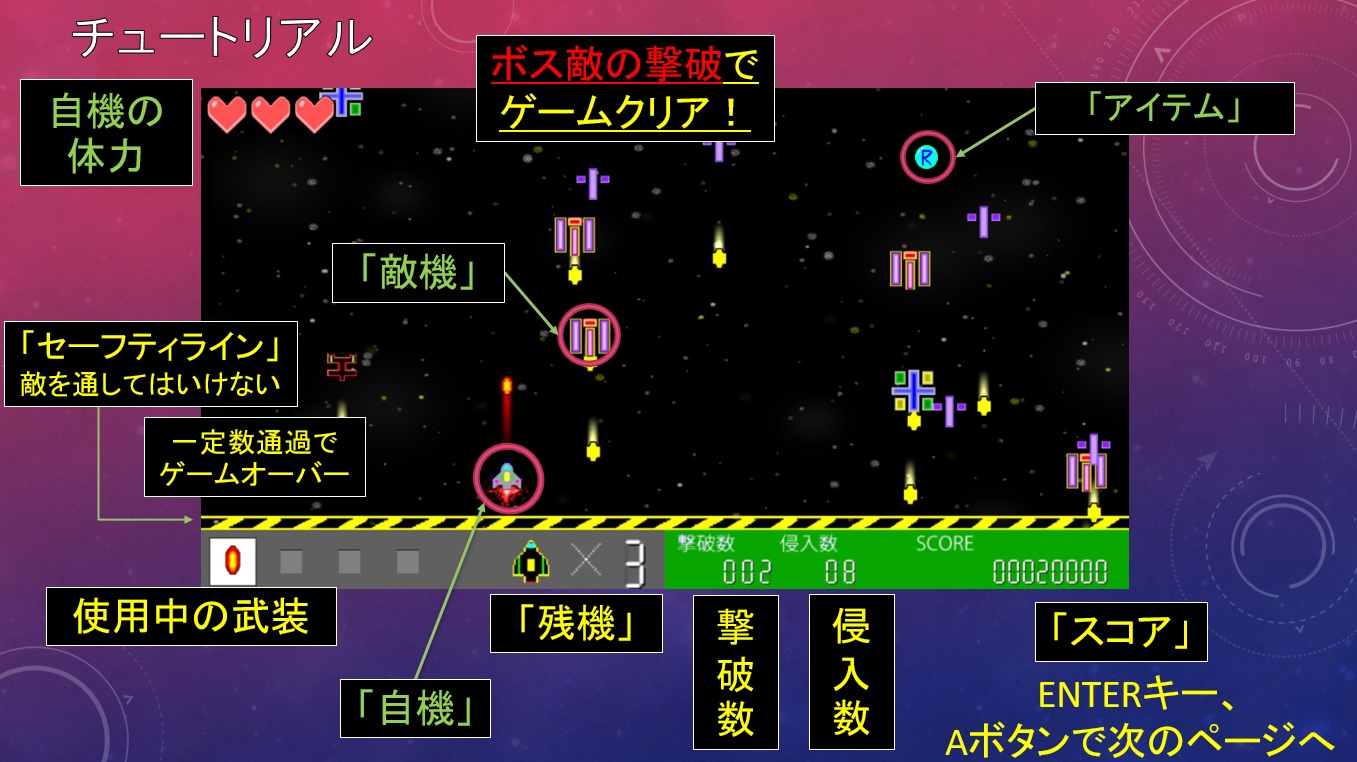 チュートリアル
ボス敵の撃破で
ゲームクリア！
自機の
体力
「アイテム」
R
「敵機」
「セーフティライン」
敵を通してはいけない
一定数通過で
ゲームオーバー
3
撃破数 侵入数 SCORE
002 08 00020000
使用中の武装
「残機」
撃破数
侵入数
「スコア」
「自機」
ENTERキー、
Aボタンで次のページへ